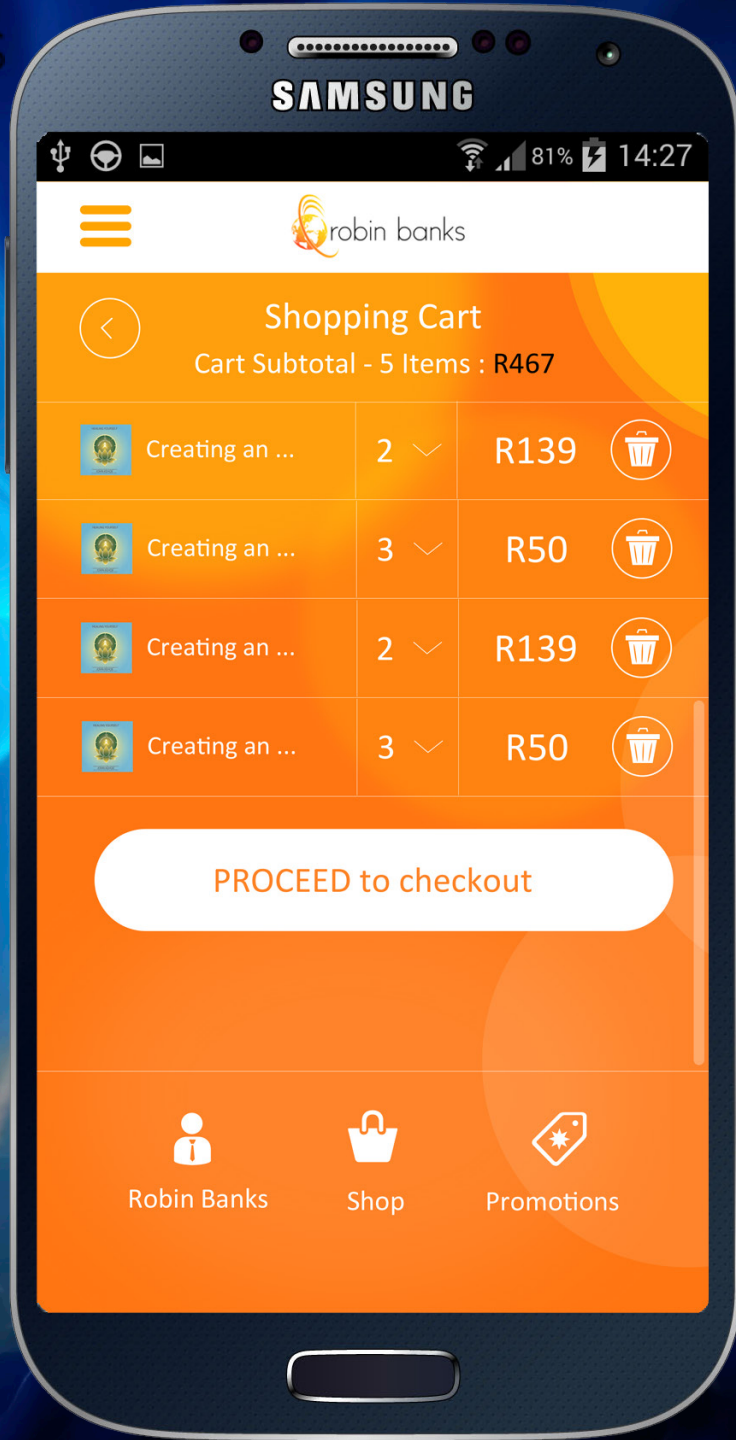 SAMSUNG
81% 14:27
robin banks
Shopping Cart
Cart Subtotal - 5 Items : R467
Creating an ... 2 R139
Creating an ... 3 R50
Creating an ... 2 R139
Creating an ... 3 R50
PROCEED to checkout
Robin Banks Shop Promotions